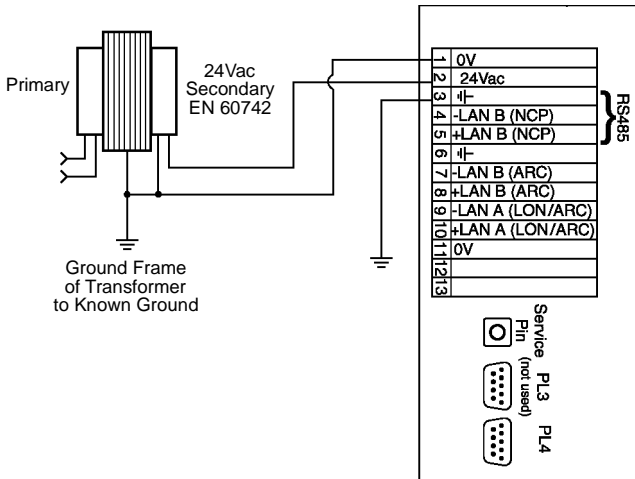 Primary
24Vac
Secondary
EN 60742
Ground Frame
of Transformer
to Known Ground
1 0V
2 24Vac
3
4 -LAN B (NCP)
5 +LAN B (NCP)
6
7 -LAN B (ARC)
8 +LAN B (ARC)
9 -LAN A (LON/ARC)
10 +LAN A (LON/ARC)
11 0V
12
13
RS485
Service
Pin
PL3
(not used)
PL4